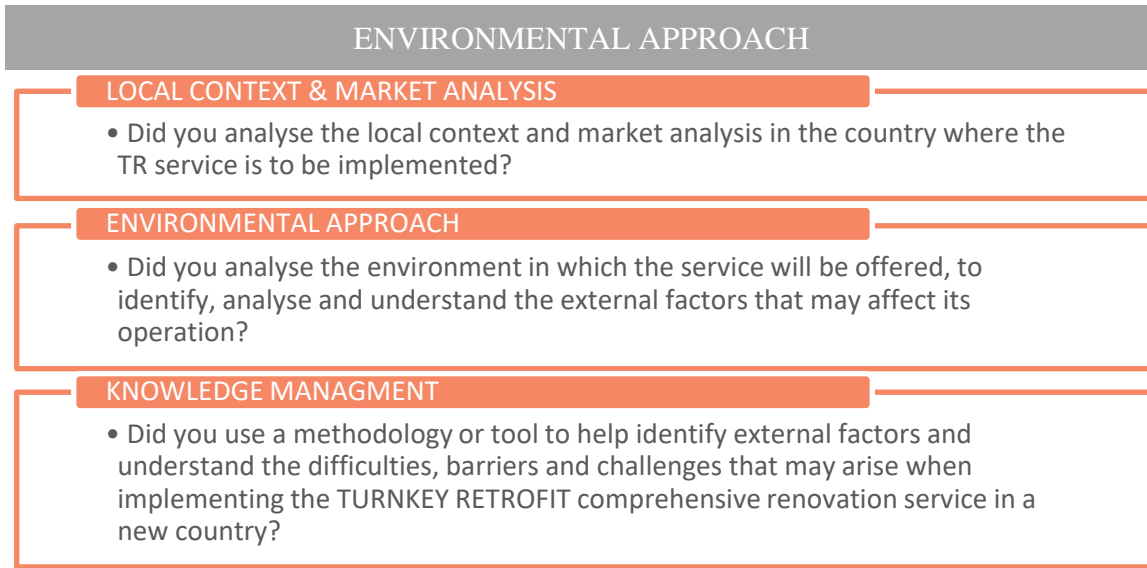 ENVIRONMENTAL APPROACH
LOCAL CONTEXT & MARKET ANALYSIS
• Did you analyse the local context and market analysis in the country where the
TR service is to be implemented?
ENVIRONMENTAL APPROACH
• Did you analyse the environment in which the service will be offered, to
identify, analyse and understand the external factors that may affect its
operation?
KNOWLEDGE MANAGMENT
• Did you use a methodology or tool to help identify external factors and
understand the difficulties, barriers and challenges that may arise when
implementing the TURNKEY RETROFIT comprehensive renovation service in a
new country?